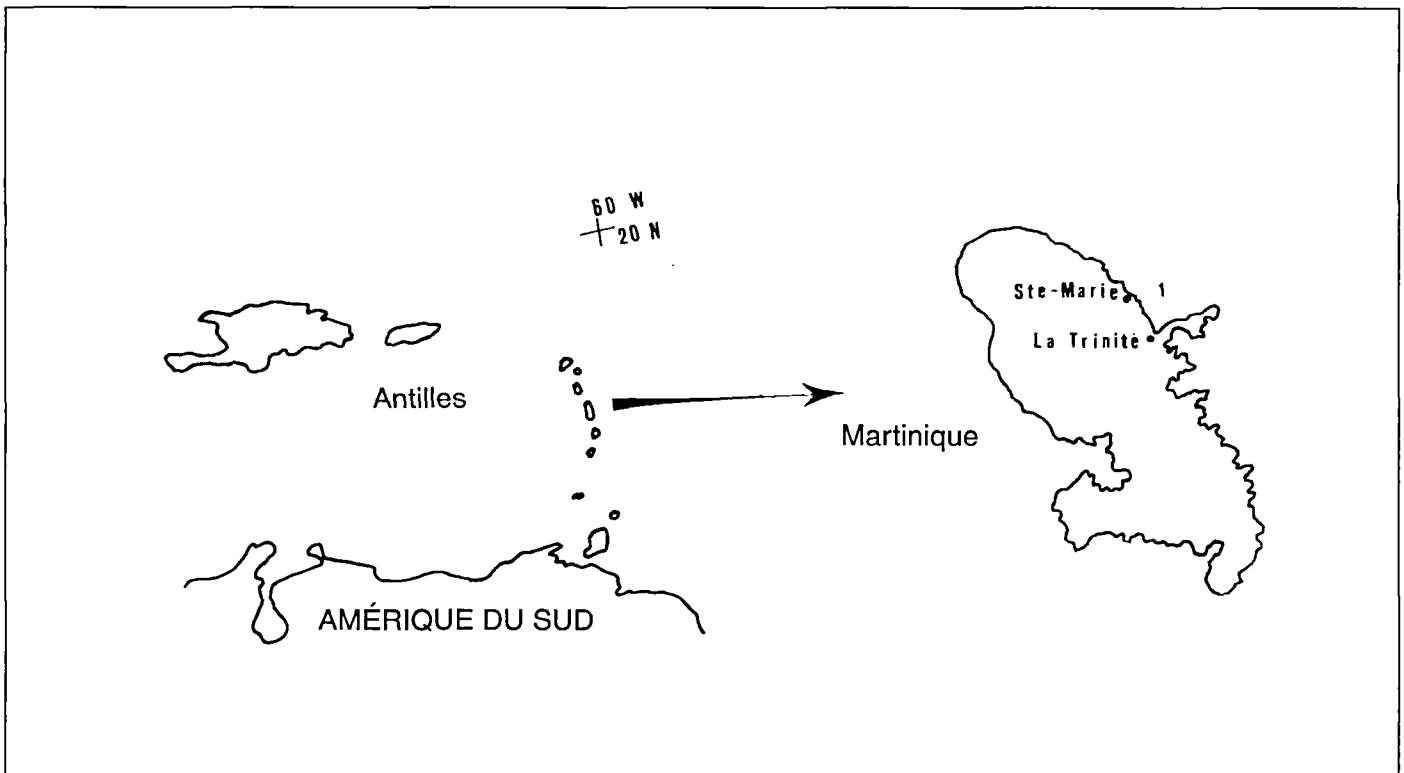 60 W
20 N
Ste-Marie 1
La Trinité
Antilles
Martinique
AMÉRIQUE DU SUD